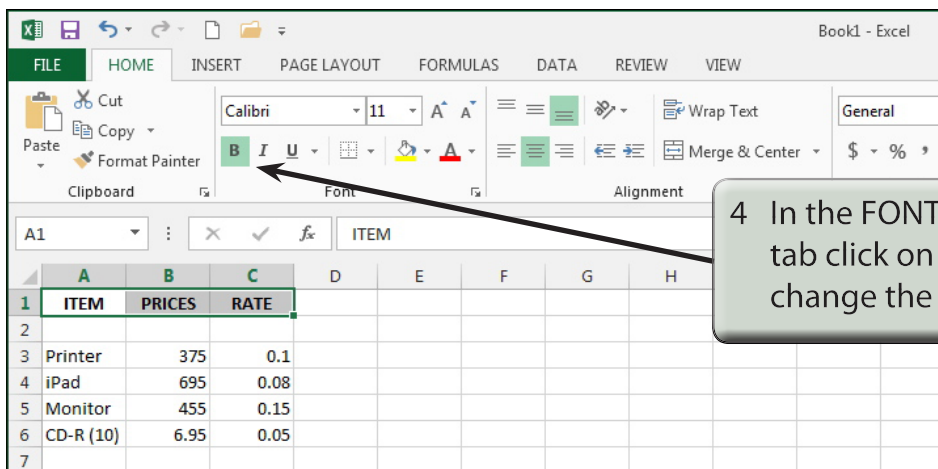 Book1 - Excel
FILE HOME INSERT PAGE LAYOUT FORMULAS DATA REVIEW VIEW
Cut
Copy
Paste
Format Painter
Calibri 11 A A
B I U A
Wrap Text
Merge & Center
General
$ % ,
Clipboard Font Alignment
4 In the FONT
tab click on
change the
A1 fx ITEM
A B C D E F G H
1 ITEM PRICES RATE
2
3 Printer 375 0.1
4 iPad 695 0.08
5 Monitor 455 0.15
6 CD-R (10) 6.95 0.05
7